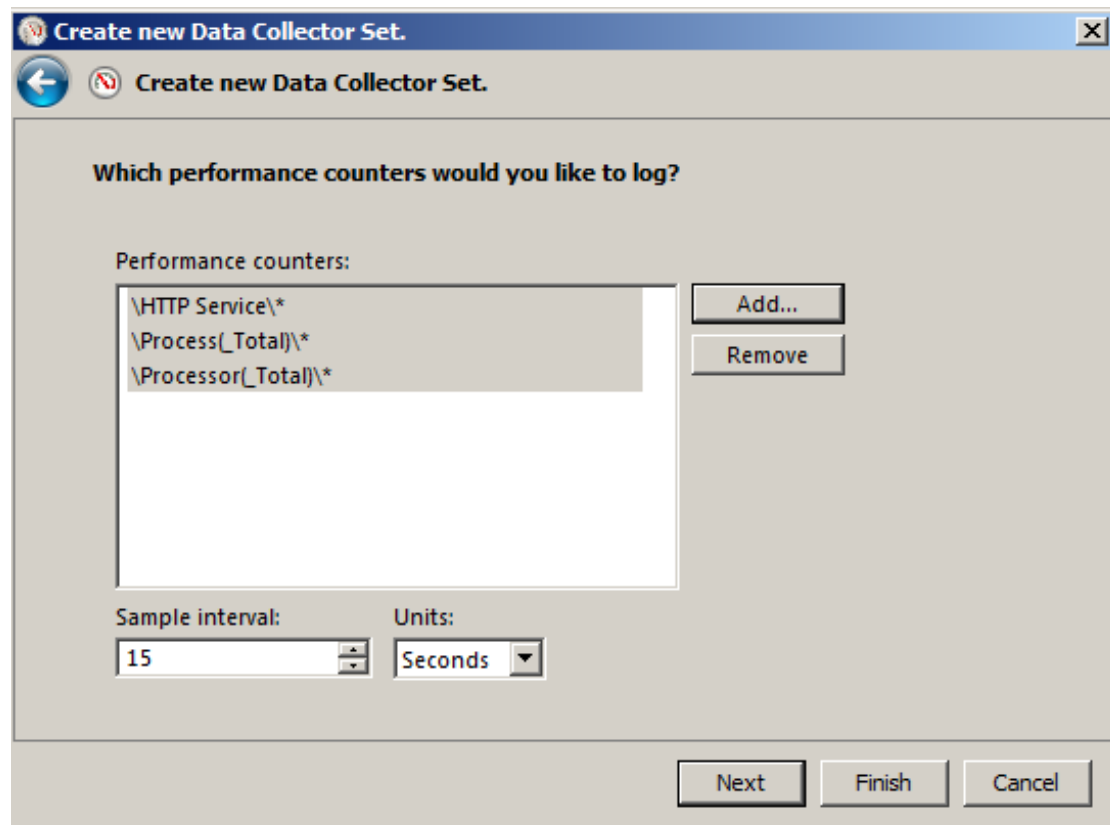 Create new Data Collector Set.
Create new Data Collector Set.
Which performance counters would you like to log?
Performance counters:
\HTTP Service\*
\Process(_Total)\*
\Processor(_Total)\*
Add...
Remove
Sample interval:
Units:
15
Seconds
Next
Finish
Cancel